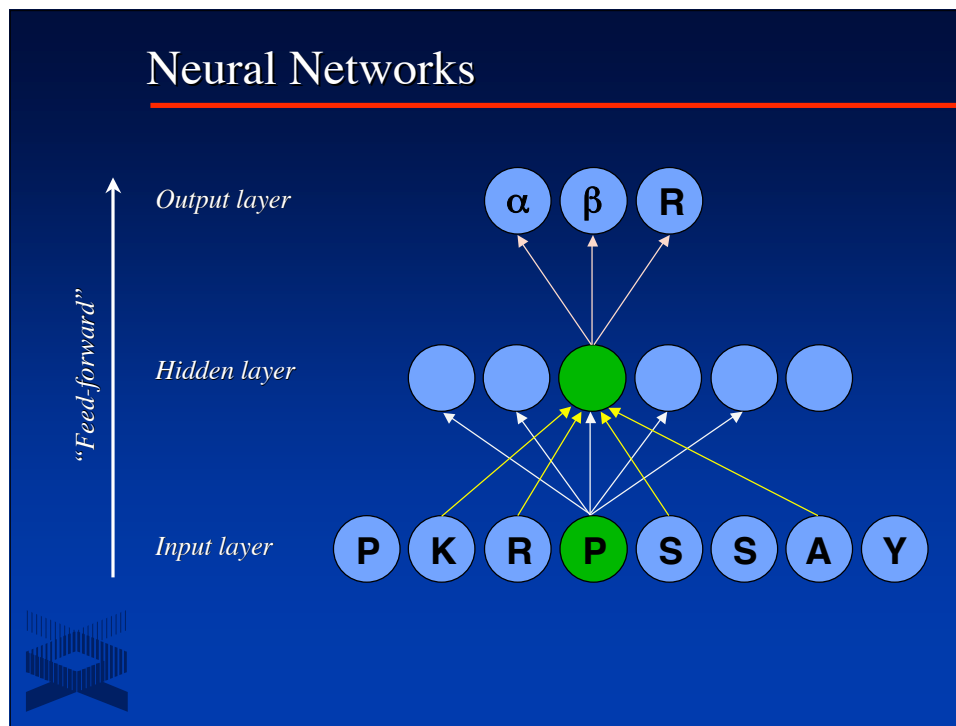 Neural Networks
Output layer
α β R
“Feed-forward”
Hidden layer
Input layer
P K R P S S A Y